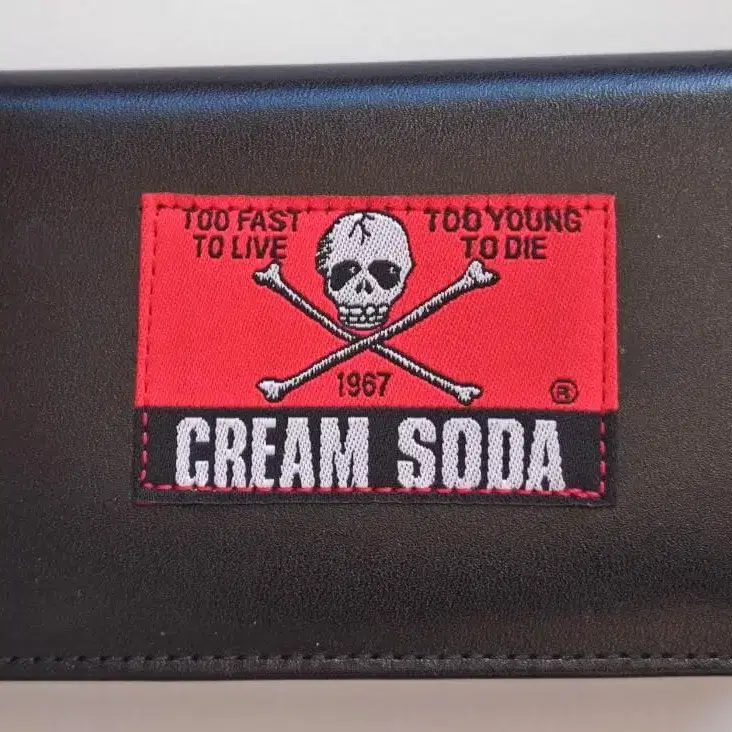 TOO FAST
TO LIVE
TOO YOUNG
TO DIE
1967
®
CREAM SODA